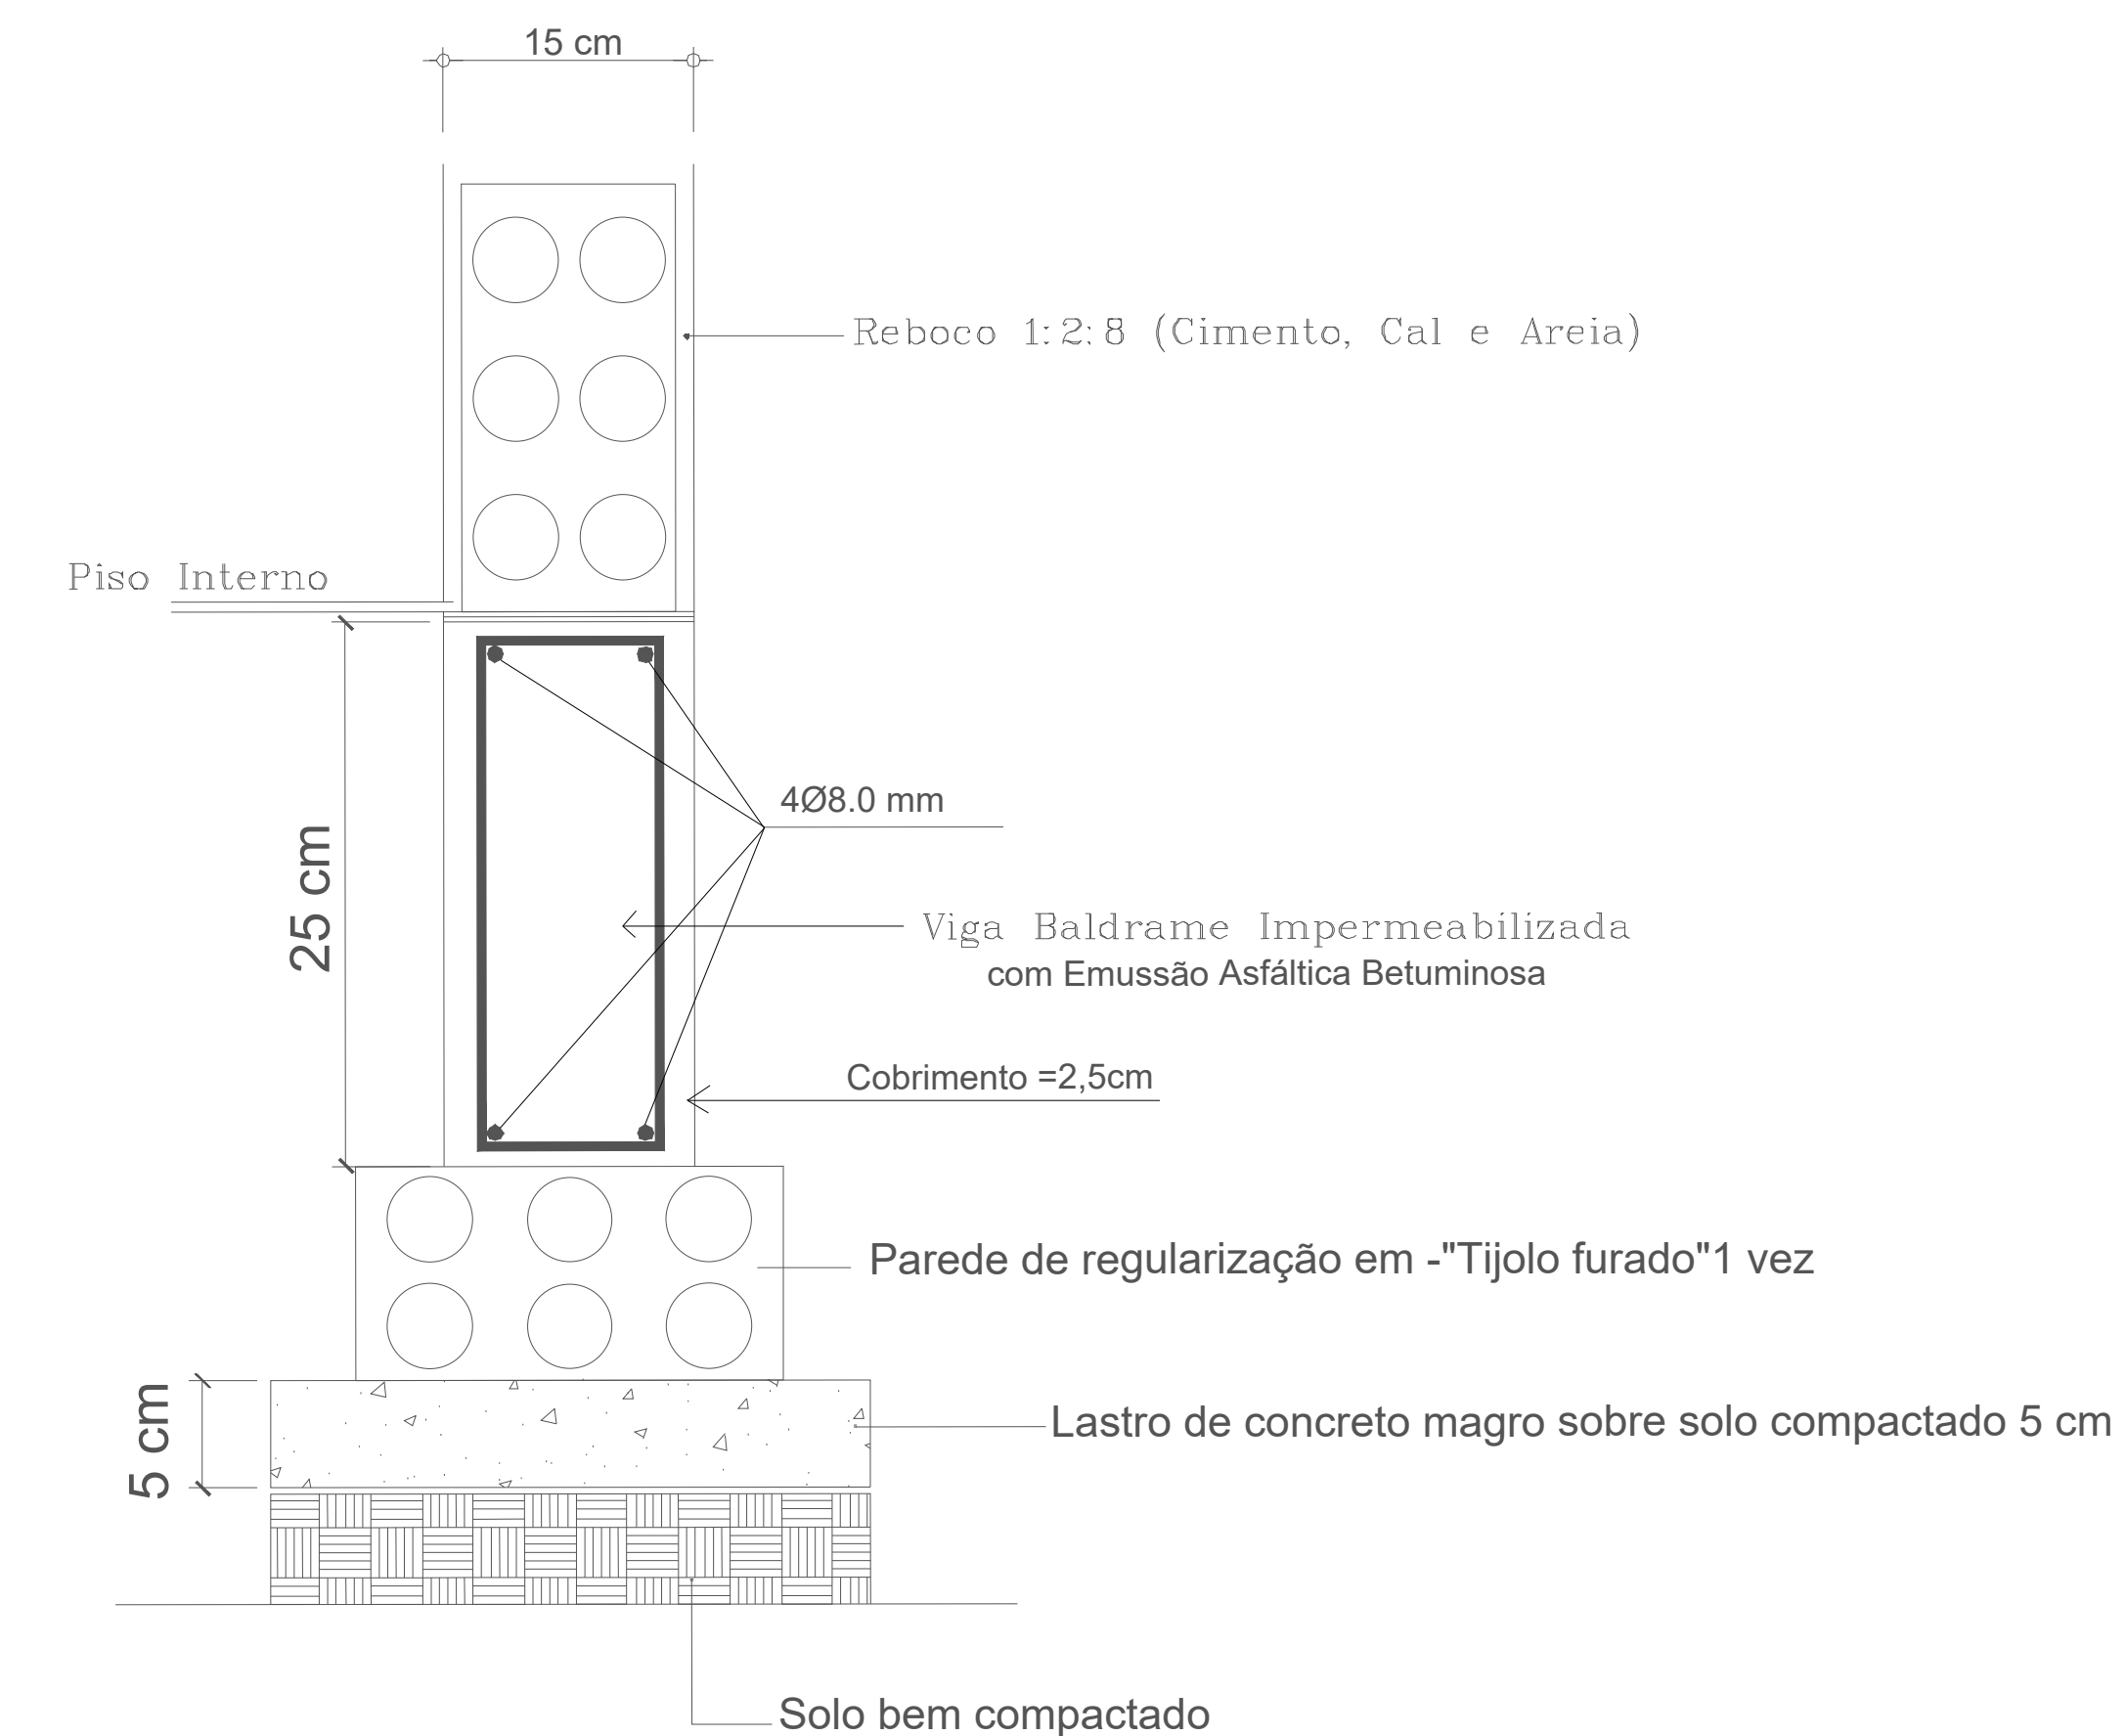 15 cm
Reboco 1:2:8 (Cimento, Cal e Areia)
Piso Interno
4Ø8.0 mm
25 cm
Viga Baldrame Impermeabilizada
com Emussão Asfáltica Betuminosa
Cobrimento =2,5cm
Parede de regularização em -"Tijolo furado"1 vez
5 cm
Lastro de concreto magro sobre solo compactado 5 cm
Solo bem compactado